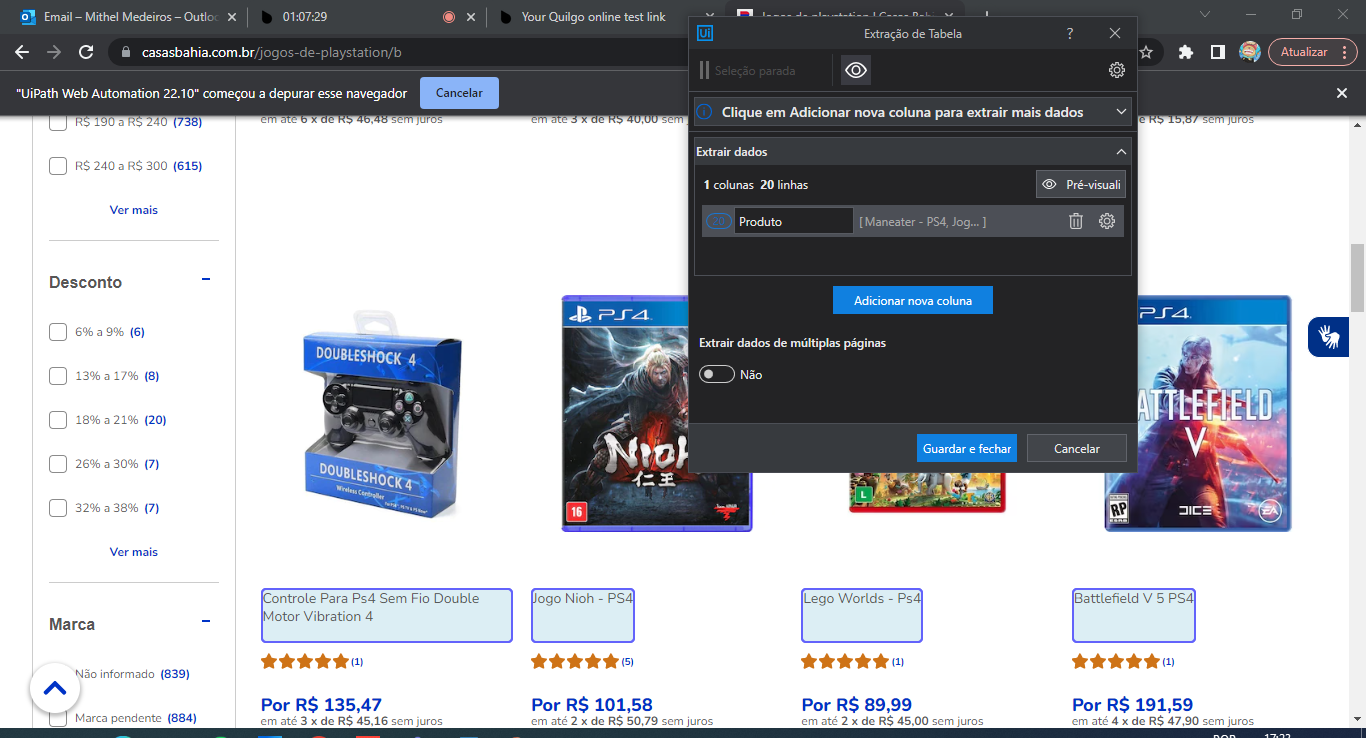 Email – Mithel Medeiros – Outloo
01:07:29
Your Quilgo online test link
casasbahia.com.br/jogos-de-playstation/b
Atualizar
"UiPath Web Automation 22.10" começou a depurar esse navegador
Cancelar
Ui
Extração de Tabela
?
Seleção parada
Clique em Adicionar nova coluna para extrair mais dados
Extrair dados
1 colunas 20 linhas
Pré-visuali
20
Produto
[ Maneater - PS4, Jog... ]
Adicionar nova coluna
Extrair dados de múltiplas páginas
Não
Guardar e fechar
Cancelar
R$ 190 a R$ 240 (738)
R$ 240 a R$ 300 (615)
Ver mais
Desconto
6% a 9% (6)
13% a 17% (8)
18% a 21% (20)
26% a 30% (7)
32% a 38% (7)
Ver mais
Marca
Não informado (839)
Marca pendente (884)
em até 6 x de R$ 46,48 sem juros
em até 3 x de R$ 40,00 sem juros
e R$ 15,87 sem juros
DOUBLESHOCK 4
DOUBLESHOCK 4
Wireless Controller
PS4
NIOH
仁王
16
L
PS4
BATTLEFIELD
V
RP
DICE
EA
Controle Para Ps4 Sem Fio Double
Motor Vibration 4
(1)
Por R$ 135,47
em até 3 x de R$ 45,16 sem juros
Jogo Nioh - PS4
(5)
Por R$ 101,58
em até 2 x de R$ 50,79 sem juros
Lego Worlds - Ps4
(1)
Por R$ 89,99
em até 2 x de R$ 45,00 sem juros
Battlefield V 5 PS4
(1)
Por R$ 191,59
em até 4 x de R$ 47,90 sem juros
POR
17:22